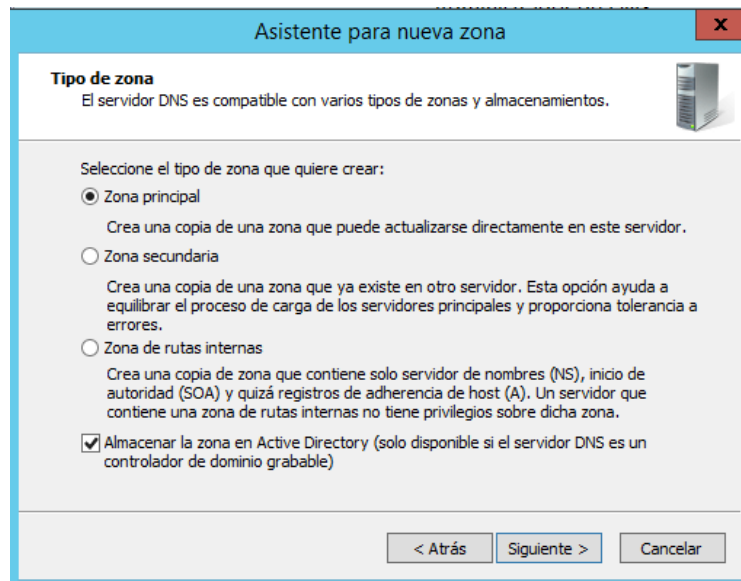 Asistente para nueva zona
x
Tipo de zona
El servidor DNS es compatible con varios tipos de zonas y almacenamientos.
Seleccione el tipo de zona que quiere crear:
Zona principal
Crea una copia de una zona que puede actualizarse directamente en este servidor.
Zona secundaria
Crea una copia de una zona que ya existe en otro servidor. Esta opción ayuda a
equilibrar el proceso de carga de los servidores principales y proporciona tolerancia a
errores.
Zona de rutas internas
Crea una copia de zona que contiene solo servidor de nombres (NS), inicio de
autoridad (SOA) y quizá registros de adherencia de host (A). Un servidor que
contiene una zona de rutas internas no tiene privilegios sobre dicha zona.
Almacenar la zona en Active Directory (solo disponible si el servidor DNS es un
controlador de dominio grabable)
< Atrás Siguiente > Cancelar